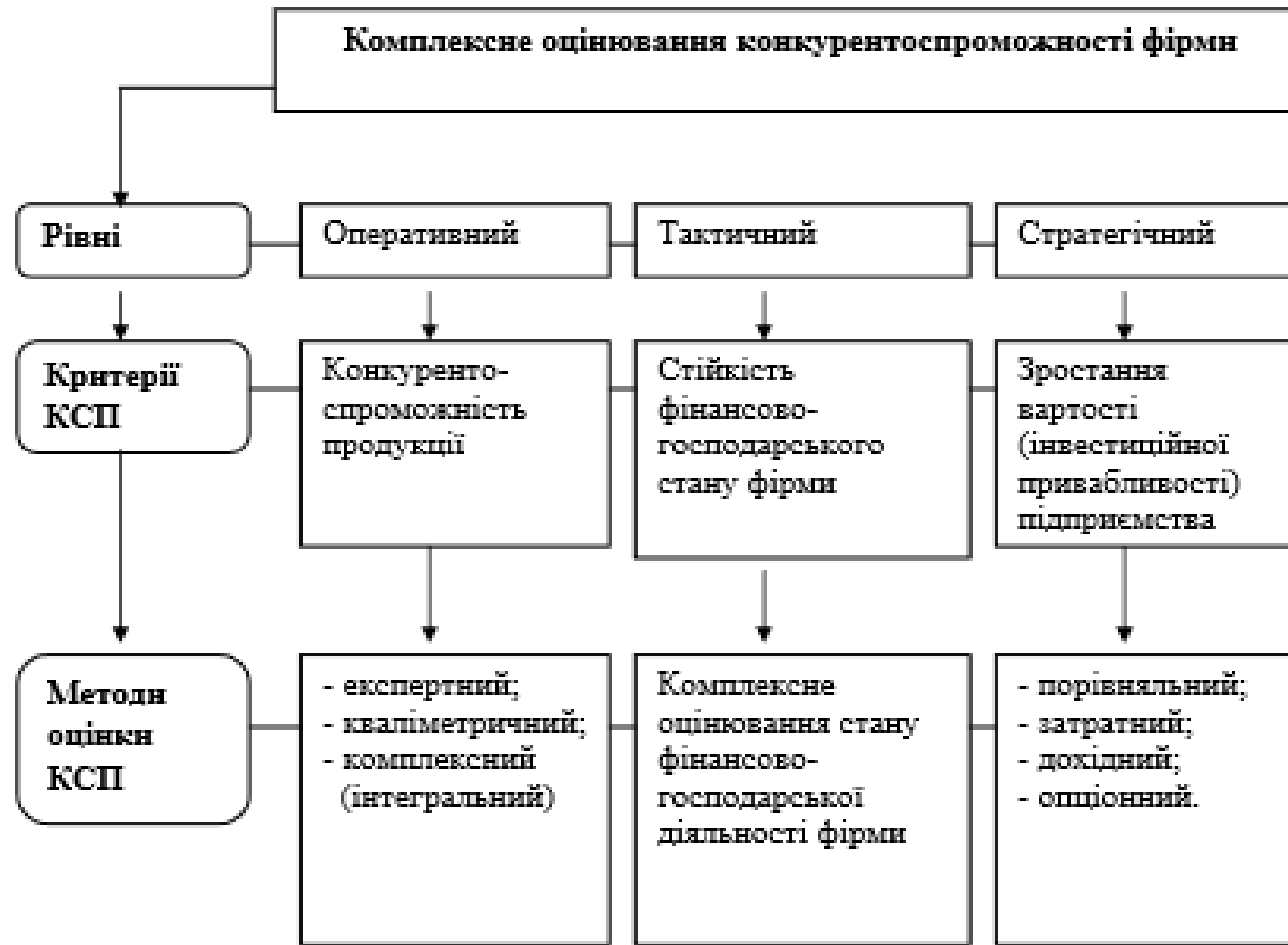 Комплексне оцінювання конкурентоспроможності фірми
Рівні
Оперативний
Тактичний
Стратегічний
Критерії
КСП
Конкуренто-
спроможність
продукції
Стійкість
фінансово-
господарського
стану фірми
Зростання
вартості
(інвестиційної
привабливості)
підприємства
Методи
оцінки
КСП
- експертний;
- кваліметричний;
- комплексний
(інтегральний)
Комплексне
оцінювання стану
фінансово-
господарської
діяльності фірми
- порівняльний;
- затратний;
- дохідний;
- опціонний.